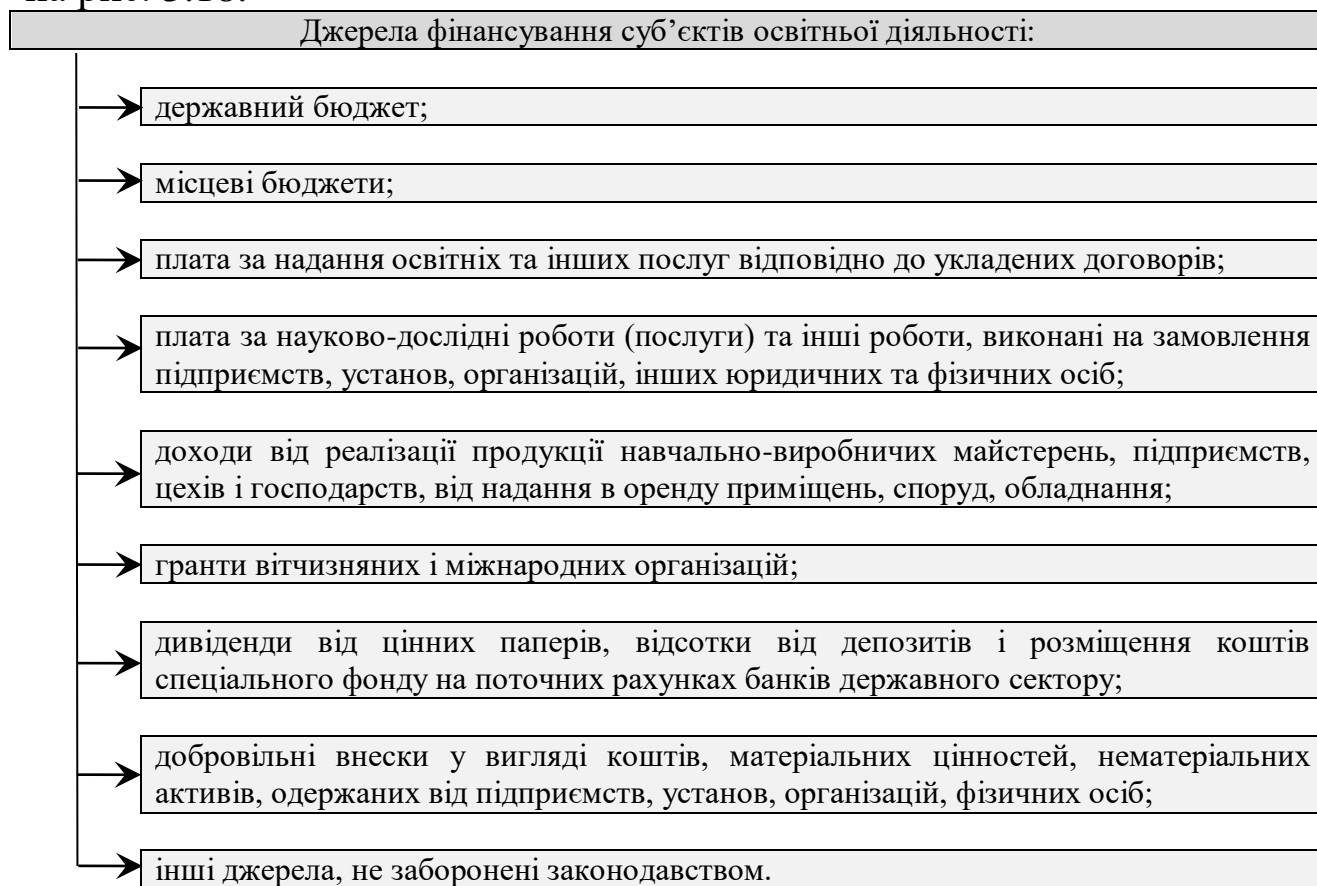 Джерела фінансування суб’єктів освітньої діяльності:
державний бюджет;
місцеві бюджети;
плата за надання освітніх та інших послуг відповідно до укладених договорів;
плата за науково-дослідні роботи (послуги) та інші роботи, виконані на замовлення
підприємств, установ, організацій, інших юридичних та фізичних осіб;
доходи від реалізації продукції навчально-виробничих майстерень, підприємств,
цехів і господарств, від надання в оренду приміщень, споруд, обладнання;
гранти вітчизняних і міжнародних організацій;
дивіденди від цінних паперів, відсотки від депозитів і розміщення коштів
спеціального фонду на поточних рахунках банків державного сектору;
добровільні внески у вигляді коштів, матеріальних цінностей, нематеріальних
активів, одержаних від підприємств, установ, організацій, фізичних осіб;
інші джерела, не заборонені законодавством.